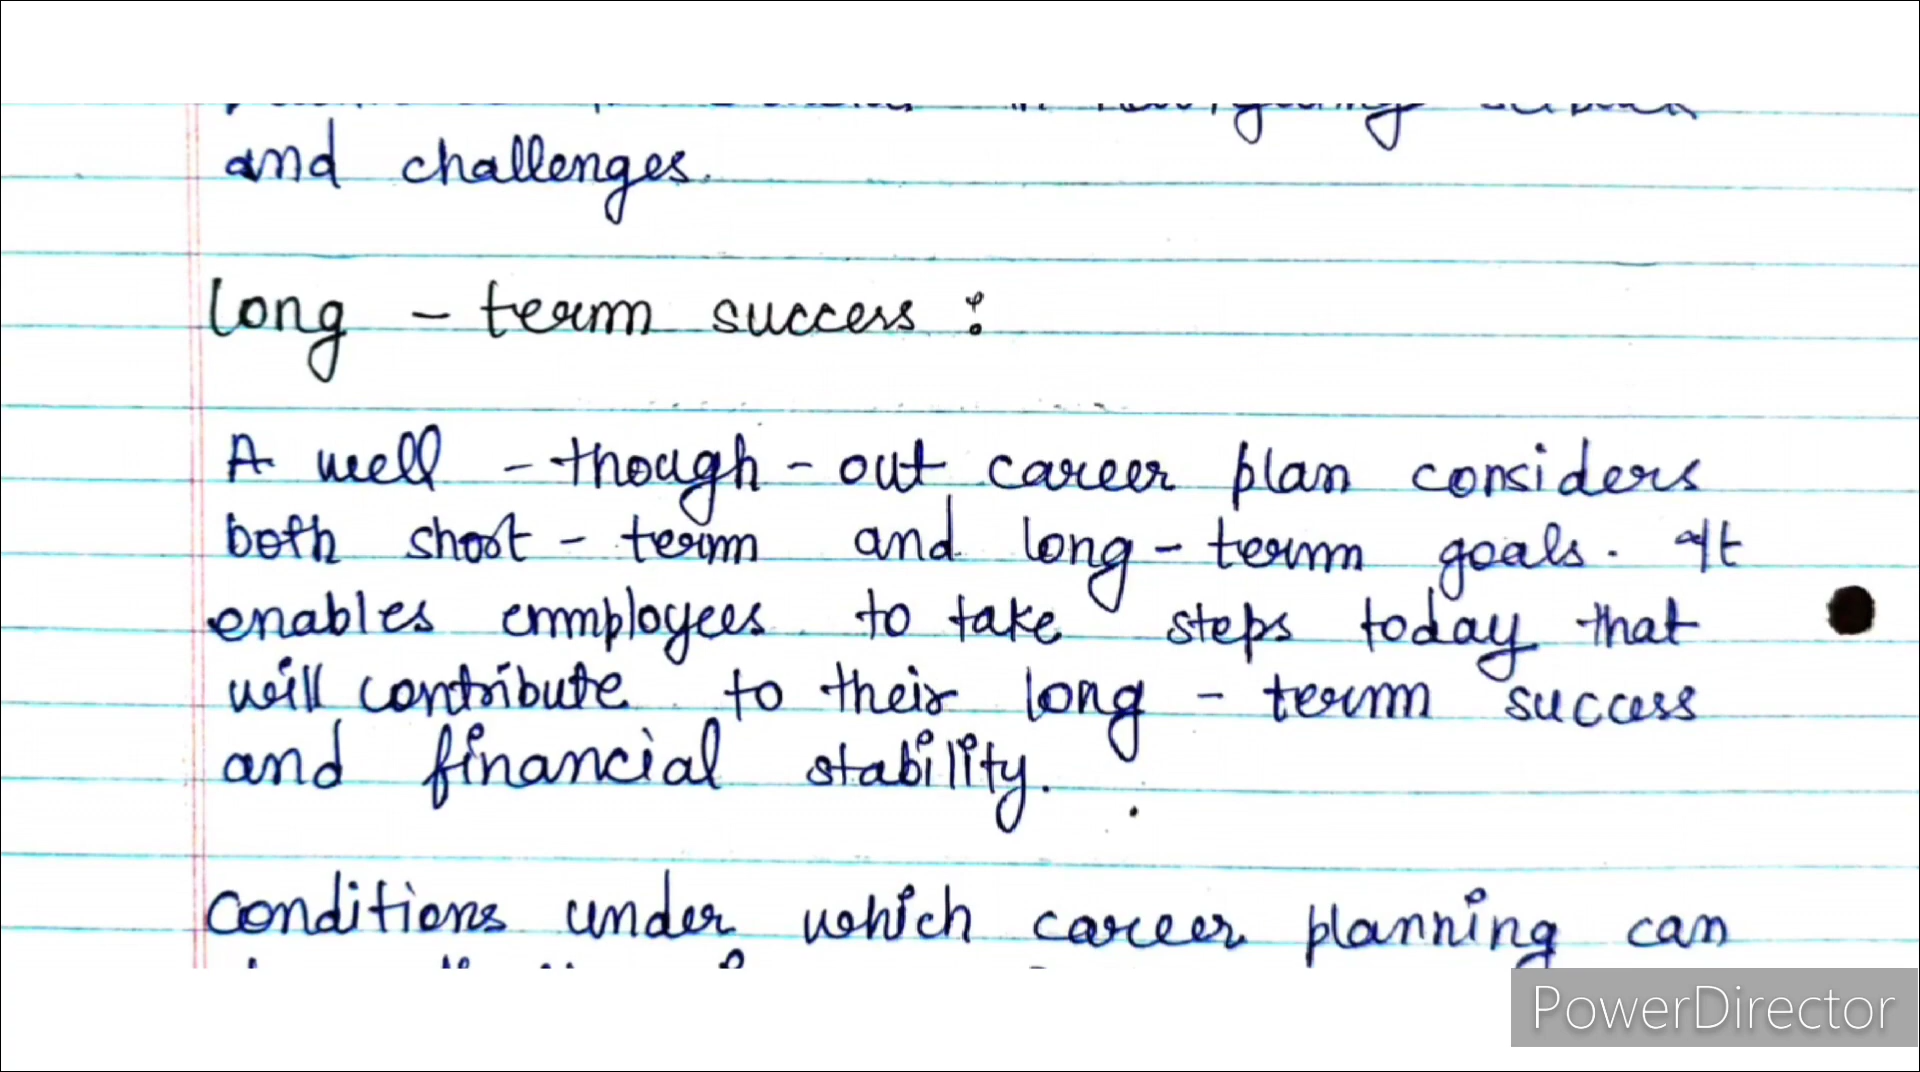 in
and challenges.
long - term success :
A well - though - out career plan considers
both short - term and long - term goals. It
enables emmployees to take steps today that
will contribute to their long - term success
and financial stability.
Conditions under which career planning can
PowerDirector